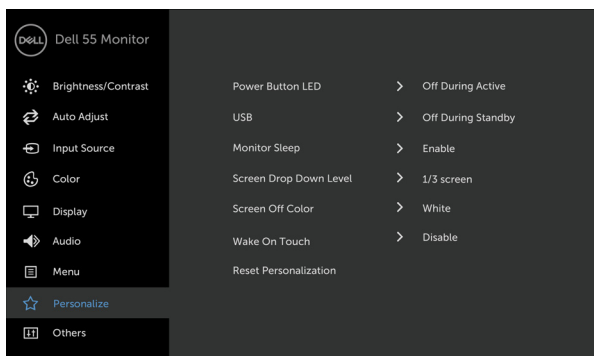 DELL Dell 55 Monitor
Brightness/Contrast
Auto Adjust
Input Source
Color
Display
Audio
Menu
Personalize
Others
Power Button LED > Off During Active
USB > Off During Standby
Monitor Sleep > Enable
Screen Drop Down Level > 1/3 screen
Screen Off Color > White
Wake On Touch > Disable
Reset Personalization